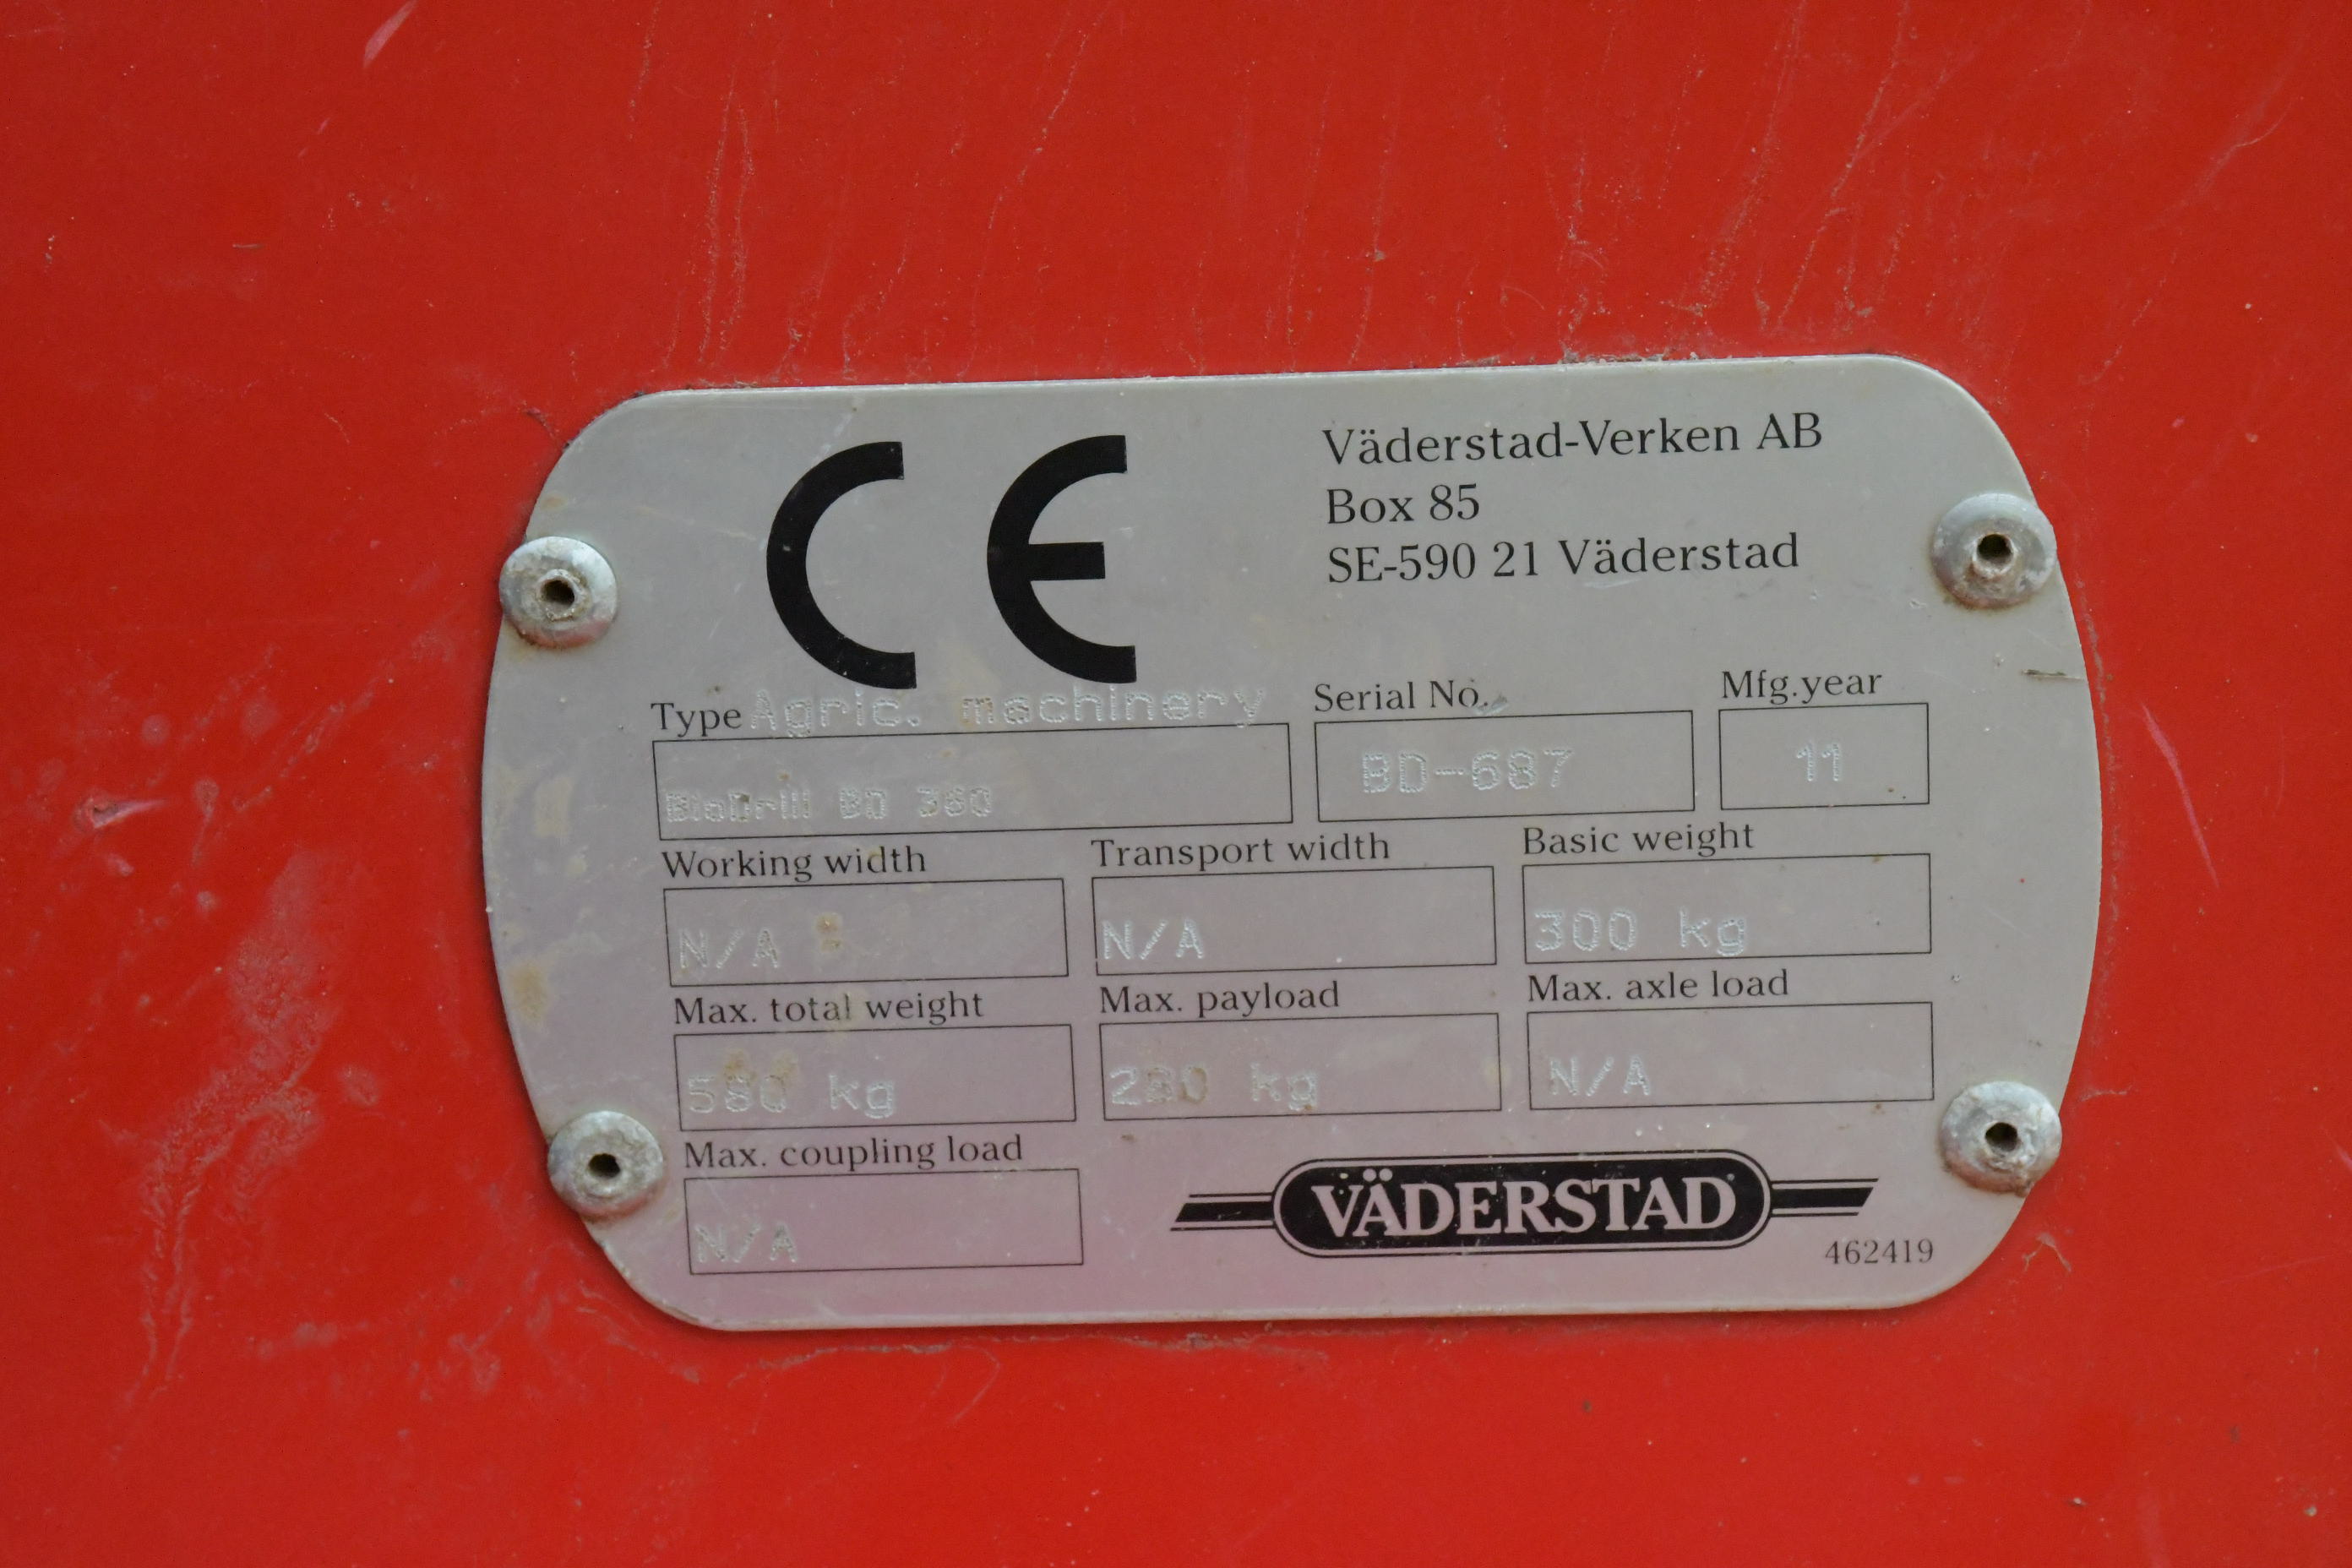 CE
Väderstad-Verken AB
Box 85
SE-590 21 Väderstad
Type Agric. machinery
BioDrill BD 360
Serial No.
BD-687
Mfg.year
11
Working width
N/A
Transport width
N/A
Basic weight
300 kg
Max. total weight
580 kg
Max. payload
280 kg
Max. axle load
N/A
Max. coupling load
N/A
VÄDERSTAD
462419